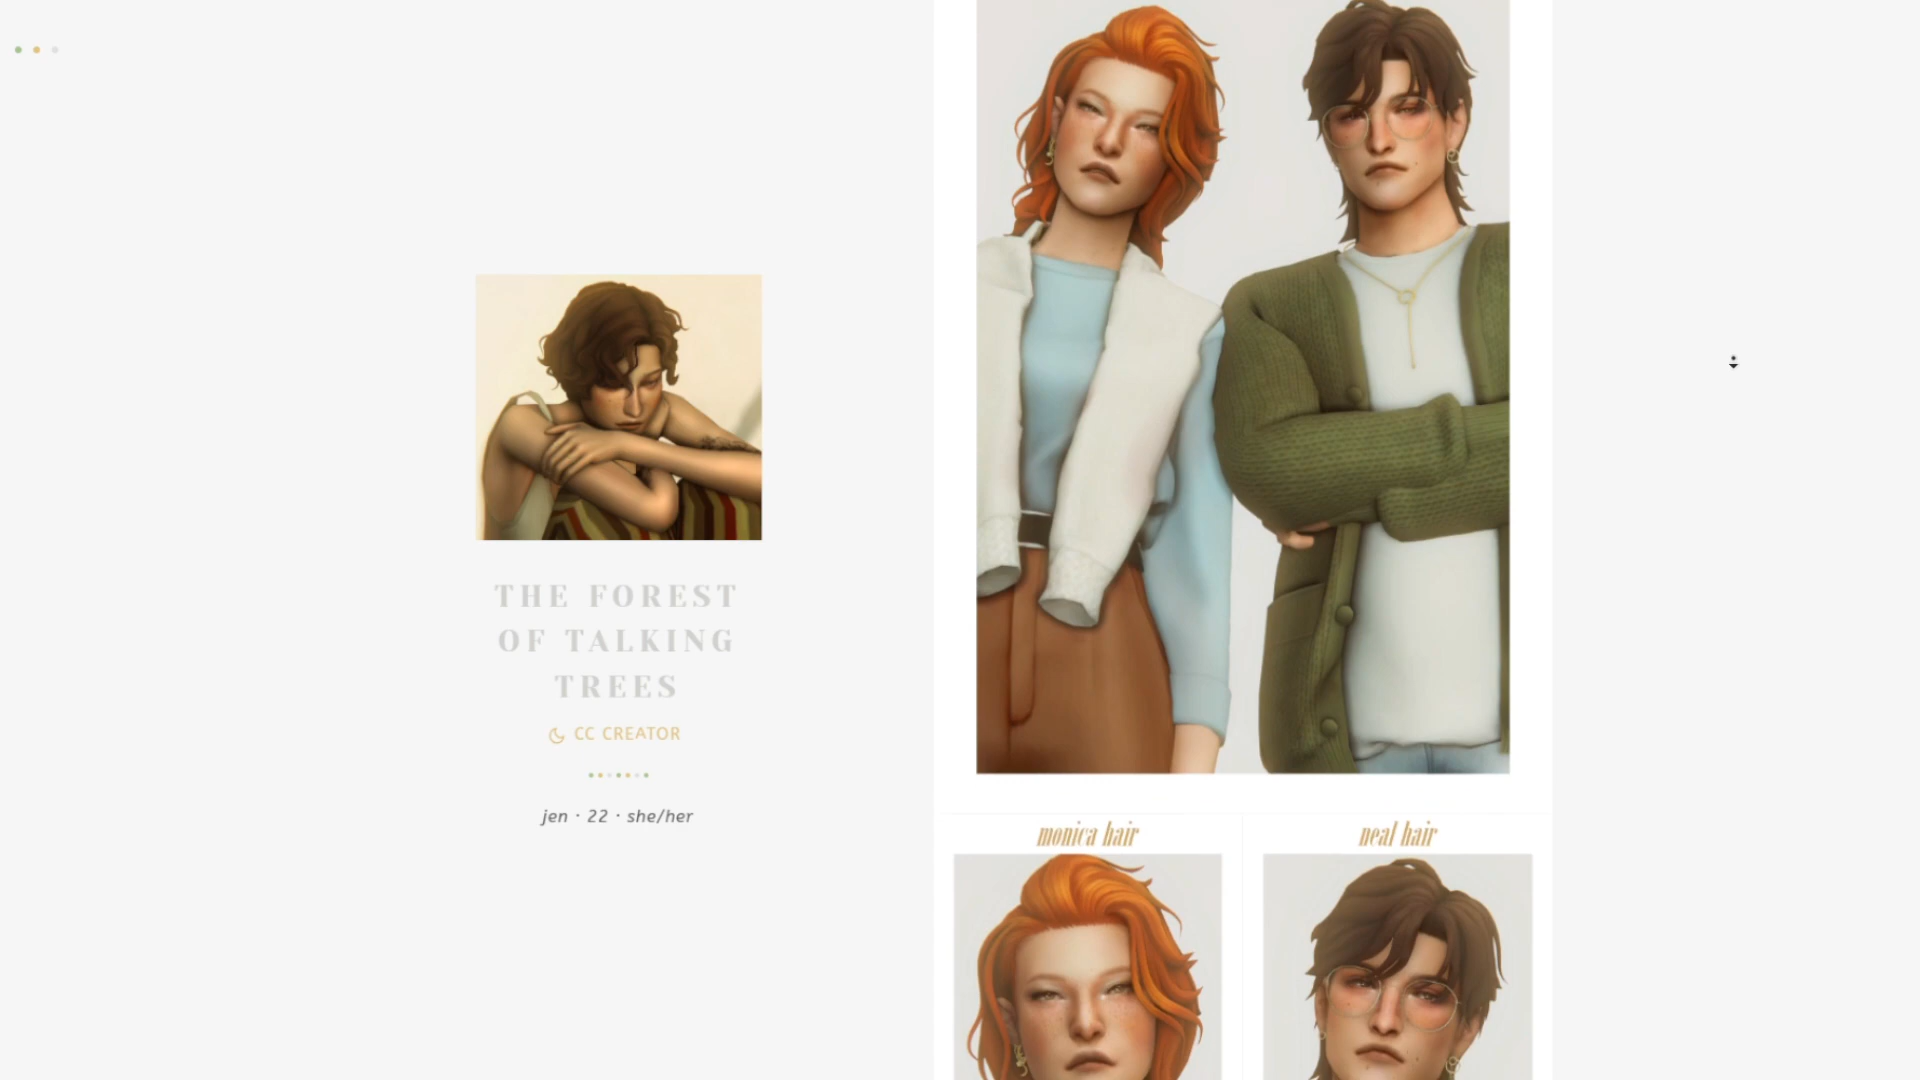 THE FOREST
OF TALKING
TREES
CC CREATOR
jen · 22 · she/her
monica hair
neal hair